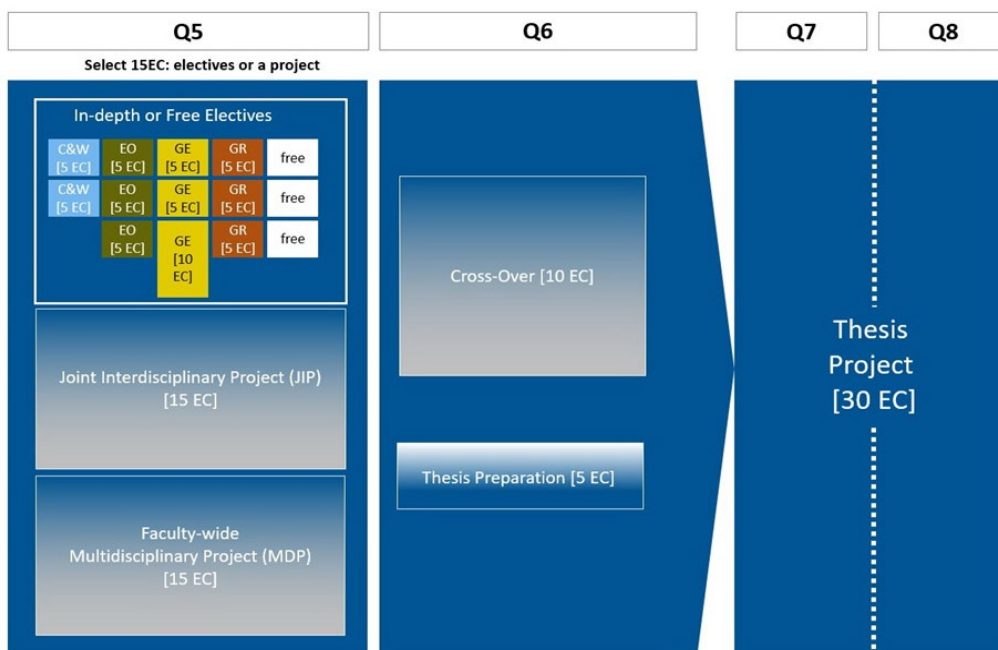 Q5
Q6
Q7
Q8
Select 15EC: electives or a project
In-depth or Free Electives
C&W
[5 EC]
EO
[5 EC]
GE
[5 EC]
GR
[5 EC]
free
C&W
[5 EC]
EO
[5 EC]
GE
[5 EC]
GR
[5 EC]
free
EO
[5 EC]
GE
[10
EC]
GR
[5 EC]
free
Joint Interdisciplinary Project (JIP)
[15 EC]
Faculty-wide
Multidisciplinary Project (MDP)
[15 EC]
Cross-Over [10 EC]
Thesis Preparation [5 EC]
Thesis
Project
[30 EC]